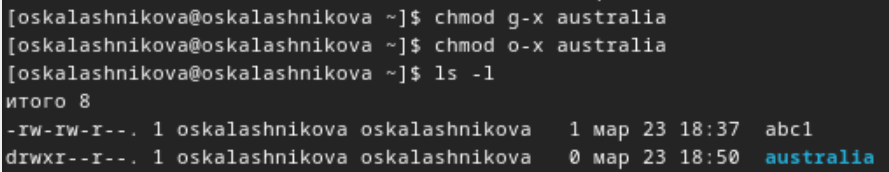 [oskalashnikova@oskalashnikova ~]$ chmod g-x australia
[oskalashnikova@oskalashnikova ~]$ chmod o-x australia
[oskalashnikova@oskalashnikova ~]$ ls -l
итого 8
-rw-rw-r--. 1 oskalashnikova oskalashnikova   1 мар 23 18:37  abc1
drwxr--r--. 1 oskalashnikova oskalashnikova   0 мар 23 18:50  australia